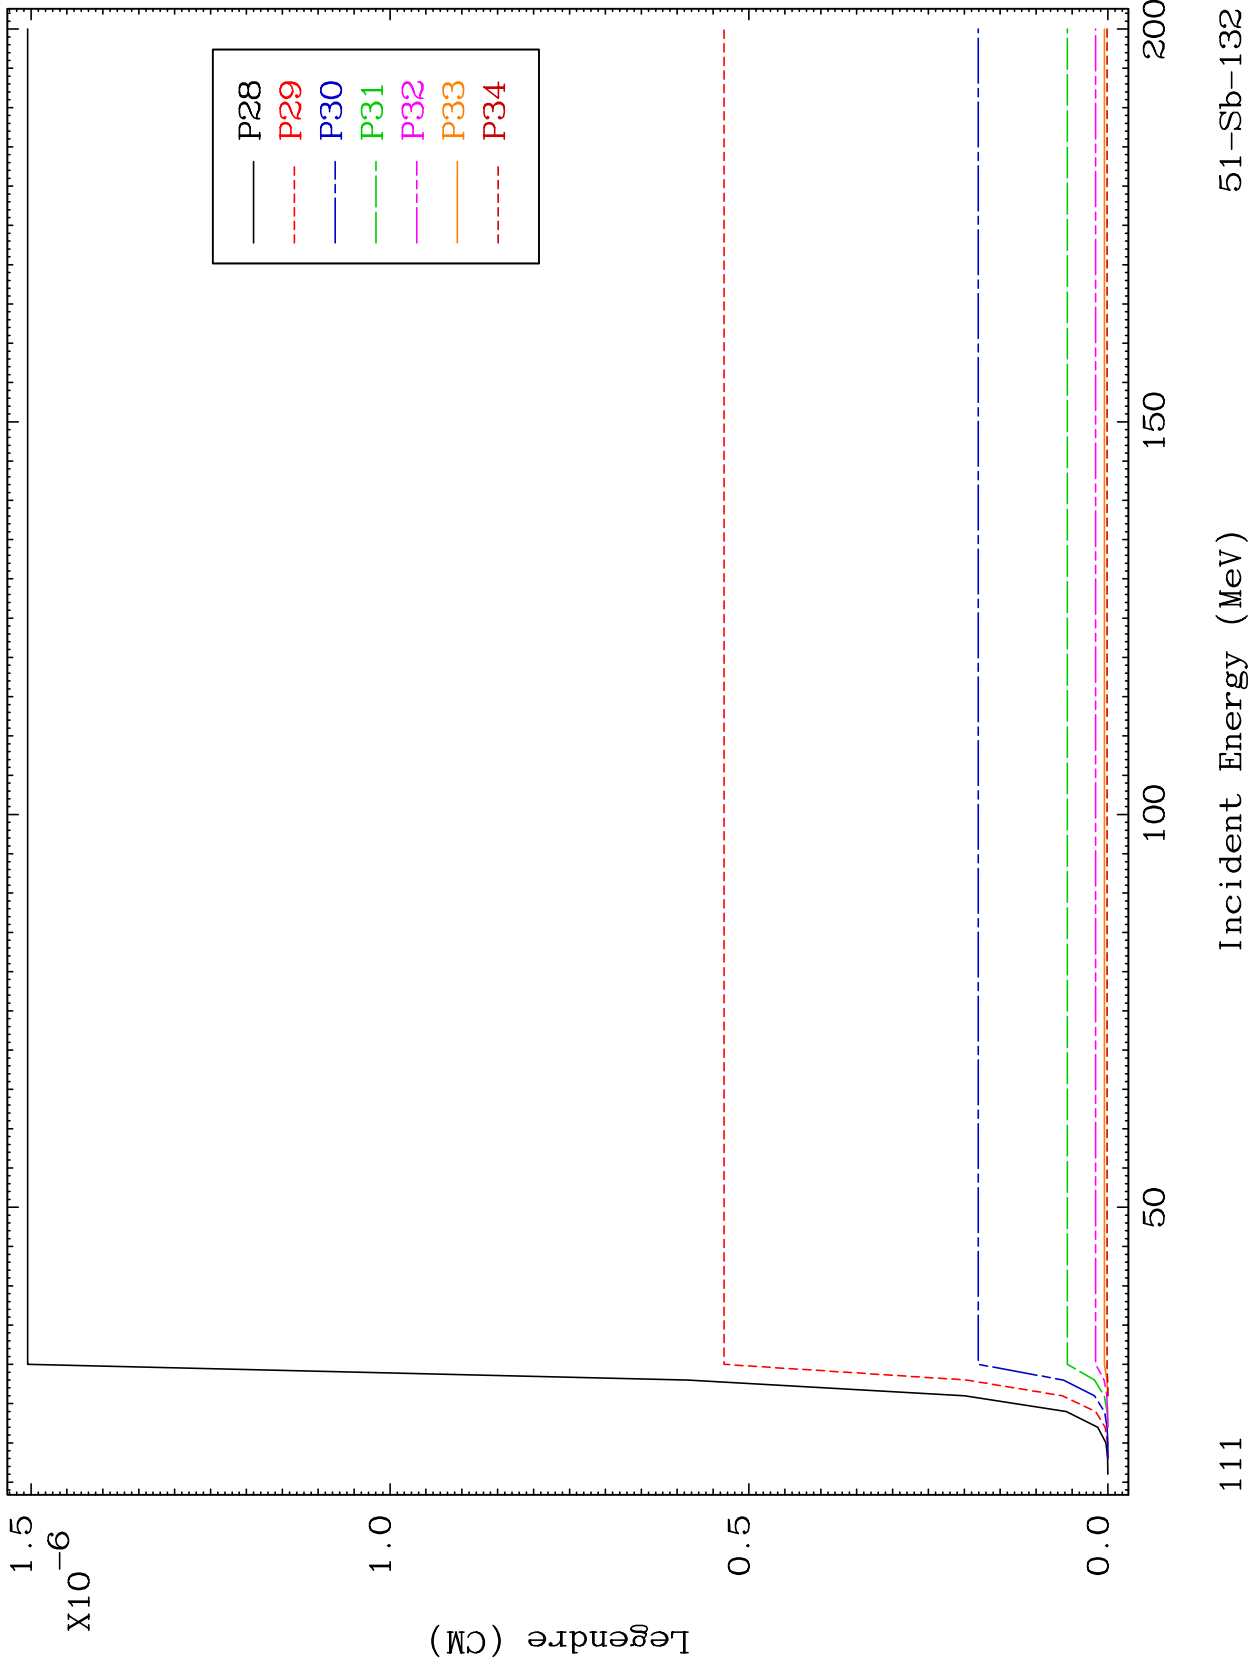 1.5
X10⁻⁶
1.0
0.5
0.0
Legendre (CM)
P28
P29
P30
P31
P32
P33
P34
50
100
150
200
Incident Energy (MeV)
111
51-Sb-132